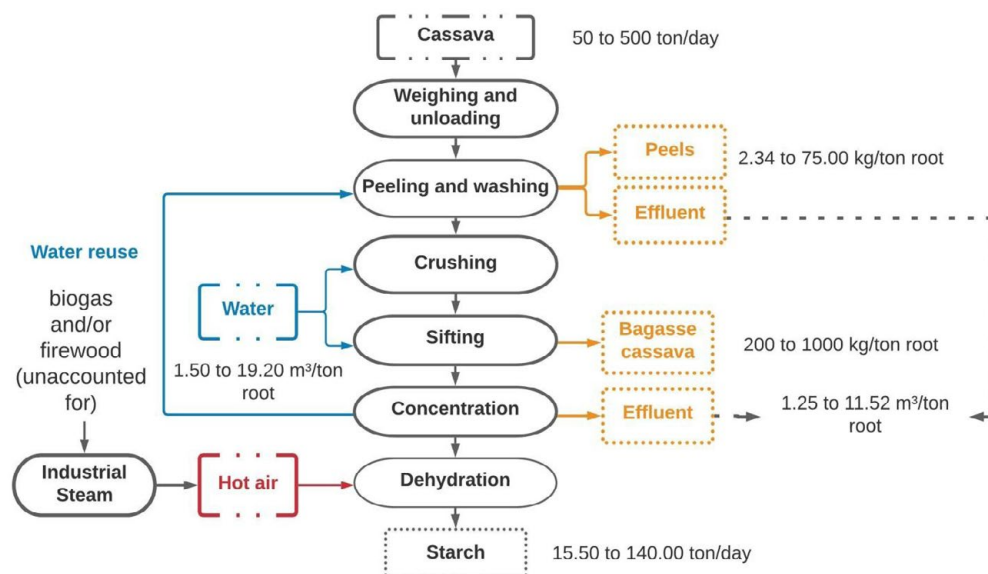 Cassava
50 to 500 ton/day
Weighing and
unloading
Peels
2.34 to 75.00 kg/ton root
Peeling and washing
Effluent
Water reuse
Crushing
biogas
and/or
firewood
(unaccounted
for)
Water
1.50 to 19.20 m³/ton
root
Sifting
Bagasse
cassava
200 to 1000 kg/ton root
Concentration
Effluent
1.25 to 11.52 m³/ton
root
Industrial
Steam
Hot air
Dehydration
Starch
15.50 to 140.00 ton/day